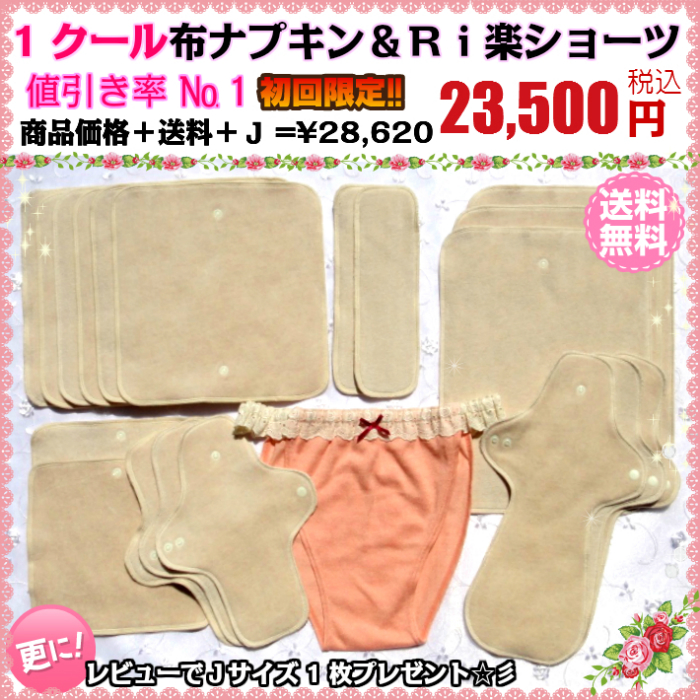 1クール布ナプキン＆Ｒｉ楽ショーツ
値引き率 No.1 初回限定!!
23,500円 税込
商品価格＋送料＋Ｊ＝¥28,620
送料
無料
更に!
レビューでJサイズ1枚プレゼント☆彡